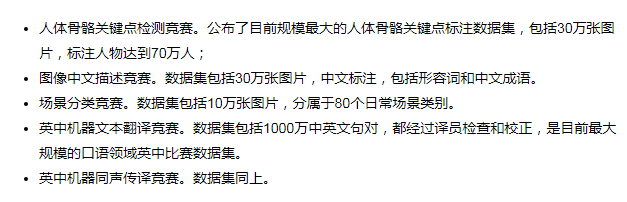 人体骨骼关键点检测竞赛。公布了目前规模最大的人体骨骼关键点标注数据集，包括30万张图
片，标注人物达到70万人；
图像中文描述竞赛。数据集包括30万张图片，中文标注，包括形容词和中文成语。
场景分类竞赛。数据集包括10万张图片，分属于80个日常场景类别。
英中机器文本翻译竞赛。数据集包括1000万中英文句对，都经过译员检查和校正，是目前最大
规模的口语领域英中比赛数据集。
英中机器同声传译竞赛。数据集同上。